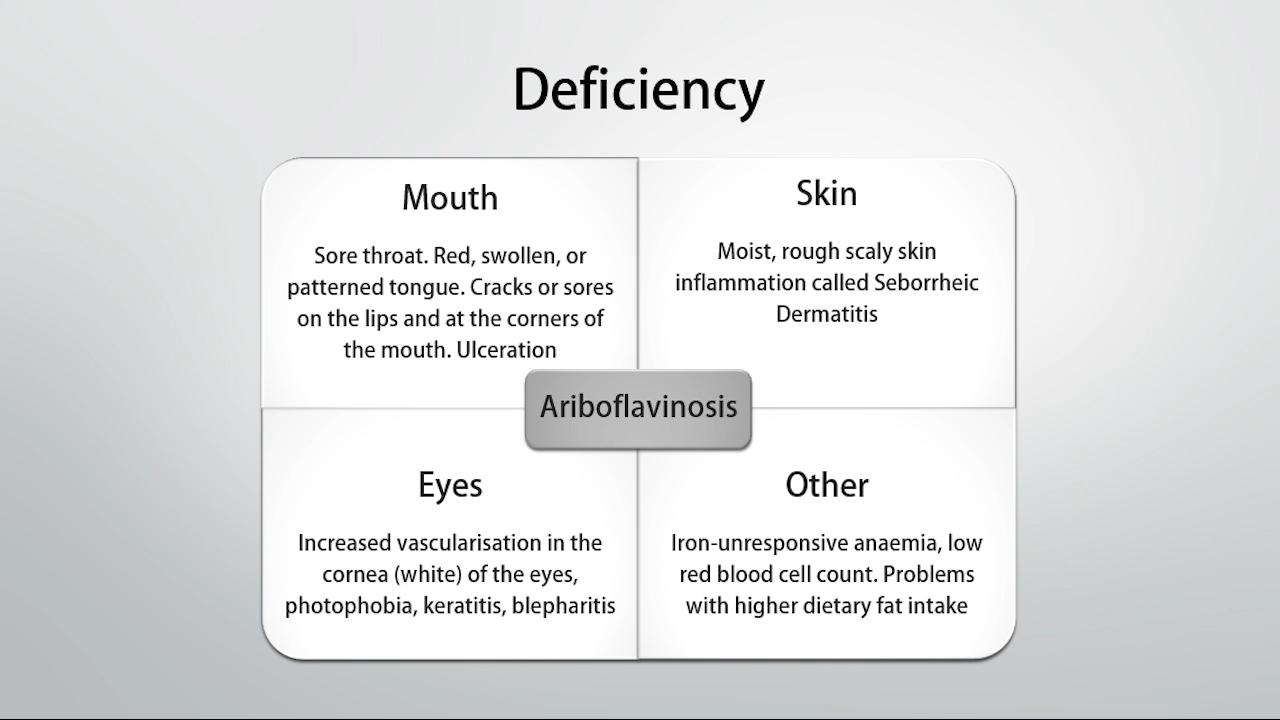 Deficiency
Mouth
Sore throat. Red, swollen, or
patterned tongue. Cracks or sores
on the lips and at the corners of
the mouth. Ulceration
Skin
Moist, rough scaly skin
inflammation called Seborrheic
Dermatitis
Ariboflavinosis
Eyes
Increased vascularisation in the
cornea (white) of the eyes,
photophobia, keratitis, blepharitis
Other
Iron-unresponsive anaemia, low
red blood cell count. Problems
with higher dietary fat intake